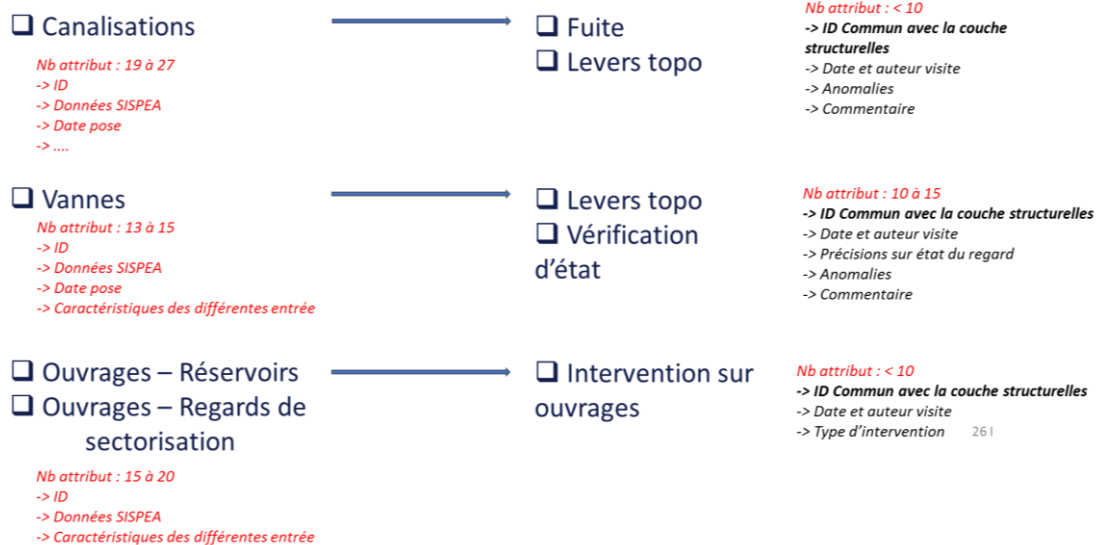 ❑ Canalisations
Nb attribut : 19 à 27
-> ID
-> Données SISPEA
-> Date pose
-> ....
❑ Fuite
❑ Levers topo
Nb attribut : < 10
-> ID Commun avec la couche
structurelles
-> Date et auteur visite
-> Anomalies
-> Commentaire
❑ Vannes
Nb attribut : 13 à 15
-> ID
-> Données SISPEA
-> Date pose
-> Caractéristiques des différentes entrée
❑ Levers topo
❑ Vérification
d’état
Nb attribut : 10 à 15
-> ID Commun avec la couche structurelles
-> Date et auteur visite
-> Précisions sur état du regard
-> Anomalies
-> Commentaire
❑ Ouvrages – Réservoirs
❑ Ouvrages – Regards de
sectorisation
Nb attribut : 15 à 20
-> ID
-> Données SISPEA
-> Caractéristiques des différentes entrée
❑ Intervention sur
ouvrages
Nb attribut : < 10
-> ID Commun avec la couche structurelles
-> Date et auteur visite
-> Type d’intervention
26 I